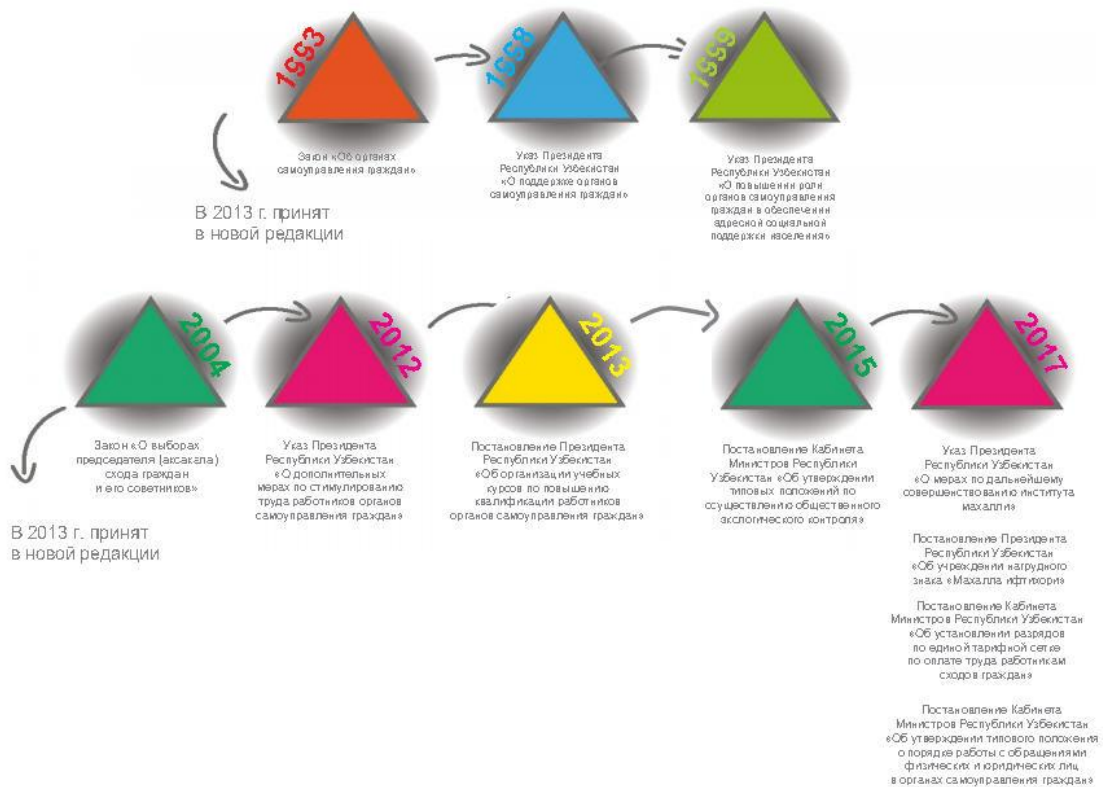 1993
Закон «Об органах
самоуправления граждан»
В 2013 г. принят
в новой редакции
1998
Указ Президента
Республики Узбекистан
«О поддержке органов
самоуправления граждан»
1999
Указ Президента
Республики Узбекистан
«О повышении роли
органов самоуправления
граждан в обеспечении
адресной социальной
поддержки населения»
2004
Закон «О выборах
председателя (аксакала)
схода граждан
и его советников»
В 2013 г. принят
в новой редакции
2012
Указ Президента
Республики Узбекистан
«О дополнительных
мерах по стимулированию
труда работников органов
самоуправления граждан»
2013
Постановление Президента
Республики Узбекистан
«Об организации учебных
курсов по повышению
квалификации работников
органов самоуправления граждан»
2015
Постановление Кабинета
Министров Республики
Узбекистан «Об утверждении
типовых положений по
осуществлению общественного
экологического контроля»
2017
Указ Президента
Республики Узбекистан
«О мерах по дальнейшему
совершенствованию института
махалли»
Постановление Президента
Республики Узбекистан
«Об учреждении нагрудного
знака «Махалла ифтихори»
Постановление Кабинета
Министров Республики Узбекистан
«Об установлении разрядов
по единой тарифной сетке
по оплате труда работникам
сходов граждан»
Постановление Кабинета
Министров Республики Узбекистан
«Об утверждении типового положения
о порядке работы с обращениями
физических и юридических лиц
в органах самоуправления граждан»